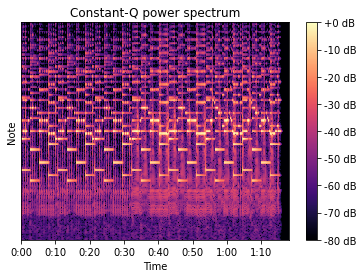 Constant-Q power spectrum
Note
0:00 0:10 0:20 0:30 0:40 0:50 1:00 1:10
Time
+0 dB
-10 dB
-20 dB
-30 dB
-40 dB
-50 dB
-60 dB
-70 dB
-80 dB